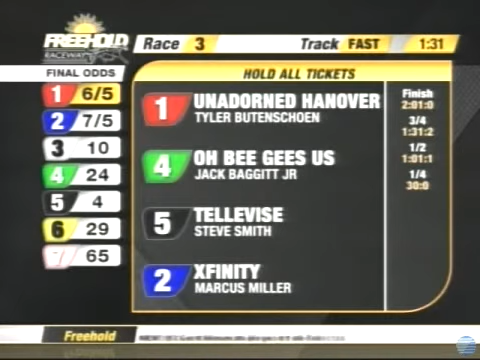 FREEHOLD
RACEWAY
Race 3
Track FAST
1:31
FINAL ODDS
1 6/5
2 7/5
3 10
4 24
5 4
6 29
7 65
HOLD ALL TICKETS
1 UNADORNED HANOVER
TYLER BUTENSCHOEN
4 OH BEE GEES US
JACK BAGGITT JR
5 TELLEVISE
STEVE SMITH
2 XFINITY
MARCUS MILLER
Finish
2:01:0
3/4
1:31:2
1/2
1:01:1
1/4
30:0
Freehold